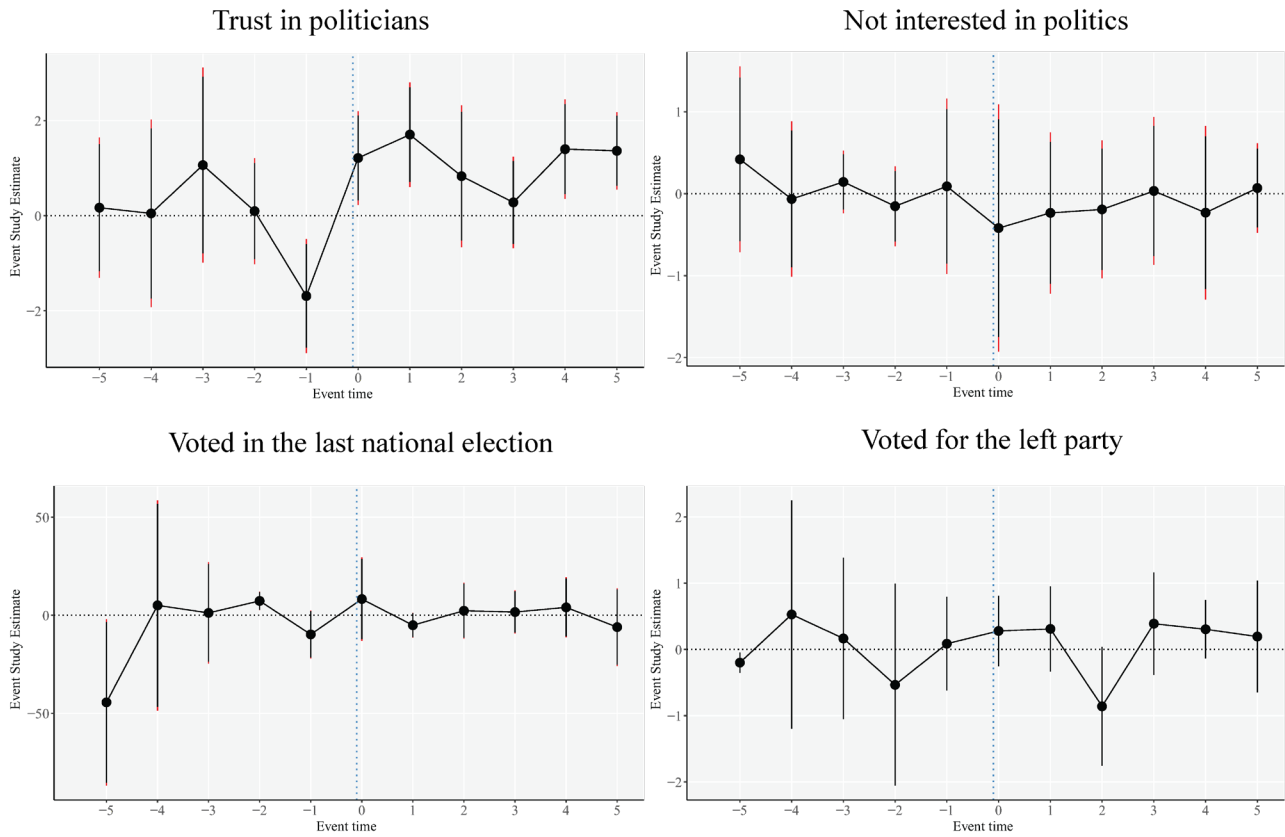 Trust in politicians
Event Study Estimate
2
0
−2
−5 −4 −3 −2 −1 0 1 2 3 4 5
Event time
Not interested in politics
Event Study Estimate
1
0
−1
−2
−5 −4 −3 −2 −1 0 1 2 3 4 5
Event time
Voted in the last national election
Event Study Estimate
50
0
−50
−5 −4 −3 −2 −1 0 1 2 3 4 5
Event time
Voted for the left party
Event Study Estimate
2
1
0
−1
−2
−5 −4 −3 −2 −1 0 1 2 3 4 5
Event time